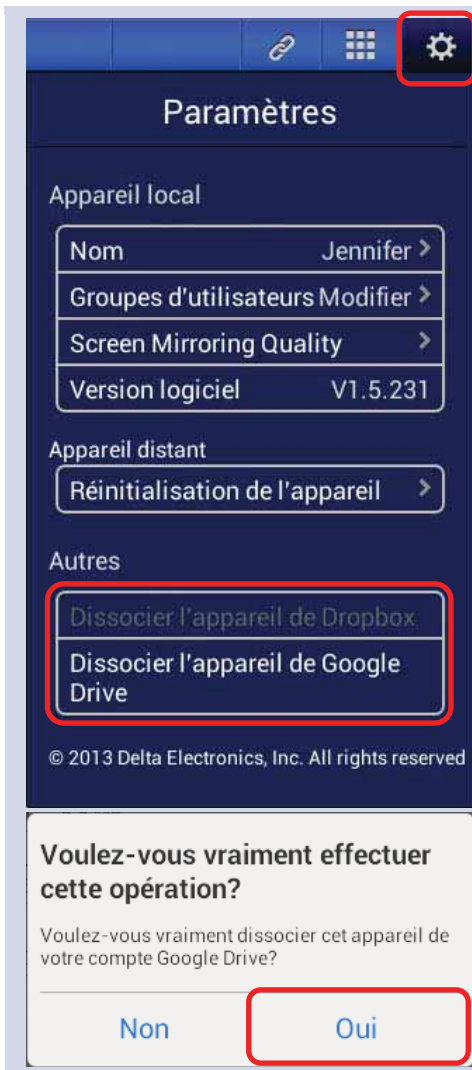 Paramètres
Appareil local
Nom Jennifer >
Groupes d'utilisateurs Modifier >
Screen Mirroring Quality >
Version logiciel V1.5.231
Appareil distant
Réinitialisation de l'appareil >
Autres
Dissocier l'appareil de Dropbox
Dissocier l'appareil de Google
Drive
© 2013 Delta Electronics, Inc. All rights reserved
Voulez-vous vraiment effectuer
cette opération?
Voulez-vous vraiment dissocier cet appareil de
votre compte Google Drive?
Non Oui